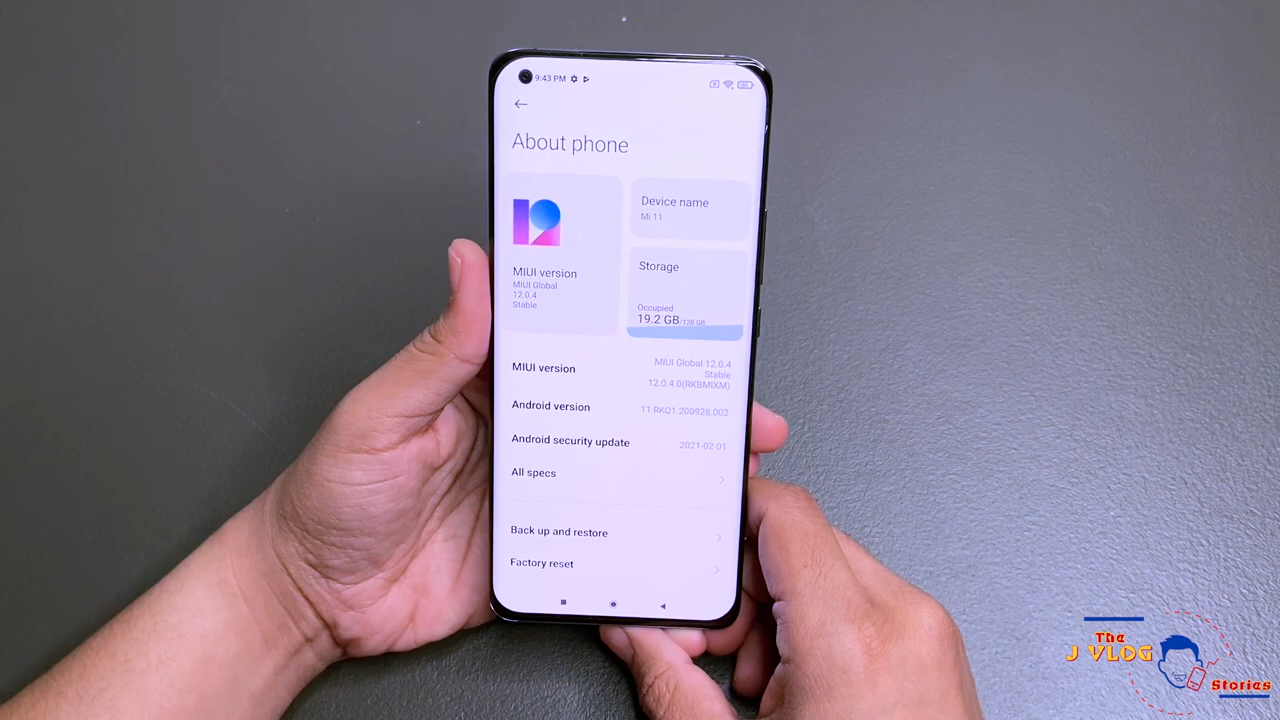 9:43 PM
About phone
MIUI version
MIUI Global
12.0.4
Stable
Device name
Mi 11
Storage
Occupied
19.2 GB/128 GB
MIUI version
MIUI Global 12.0.4
Stable
12.0.4.0(RKBMIXM)
Android version
11 RKQ1.200928.002
Android security update
2021-02-01
All specs
Back up and restore
Factory reset
The
J VLOG
Stories